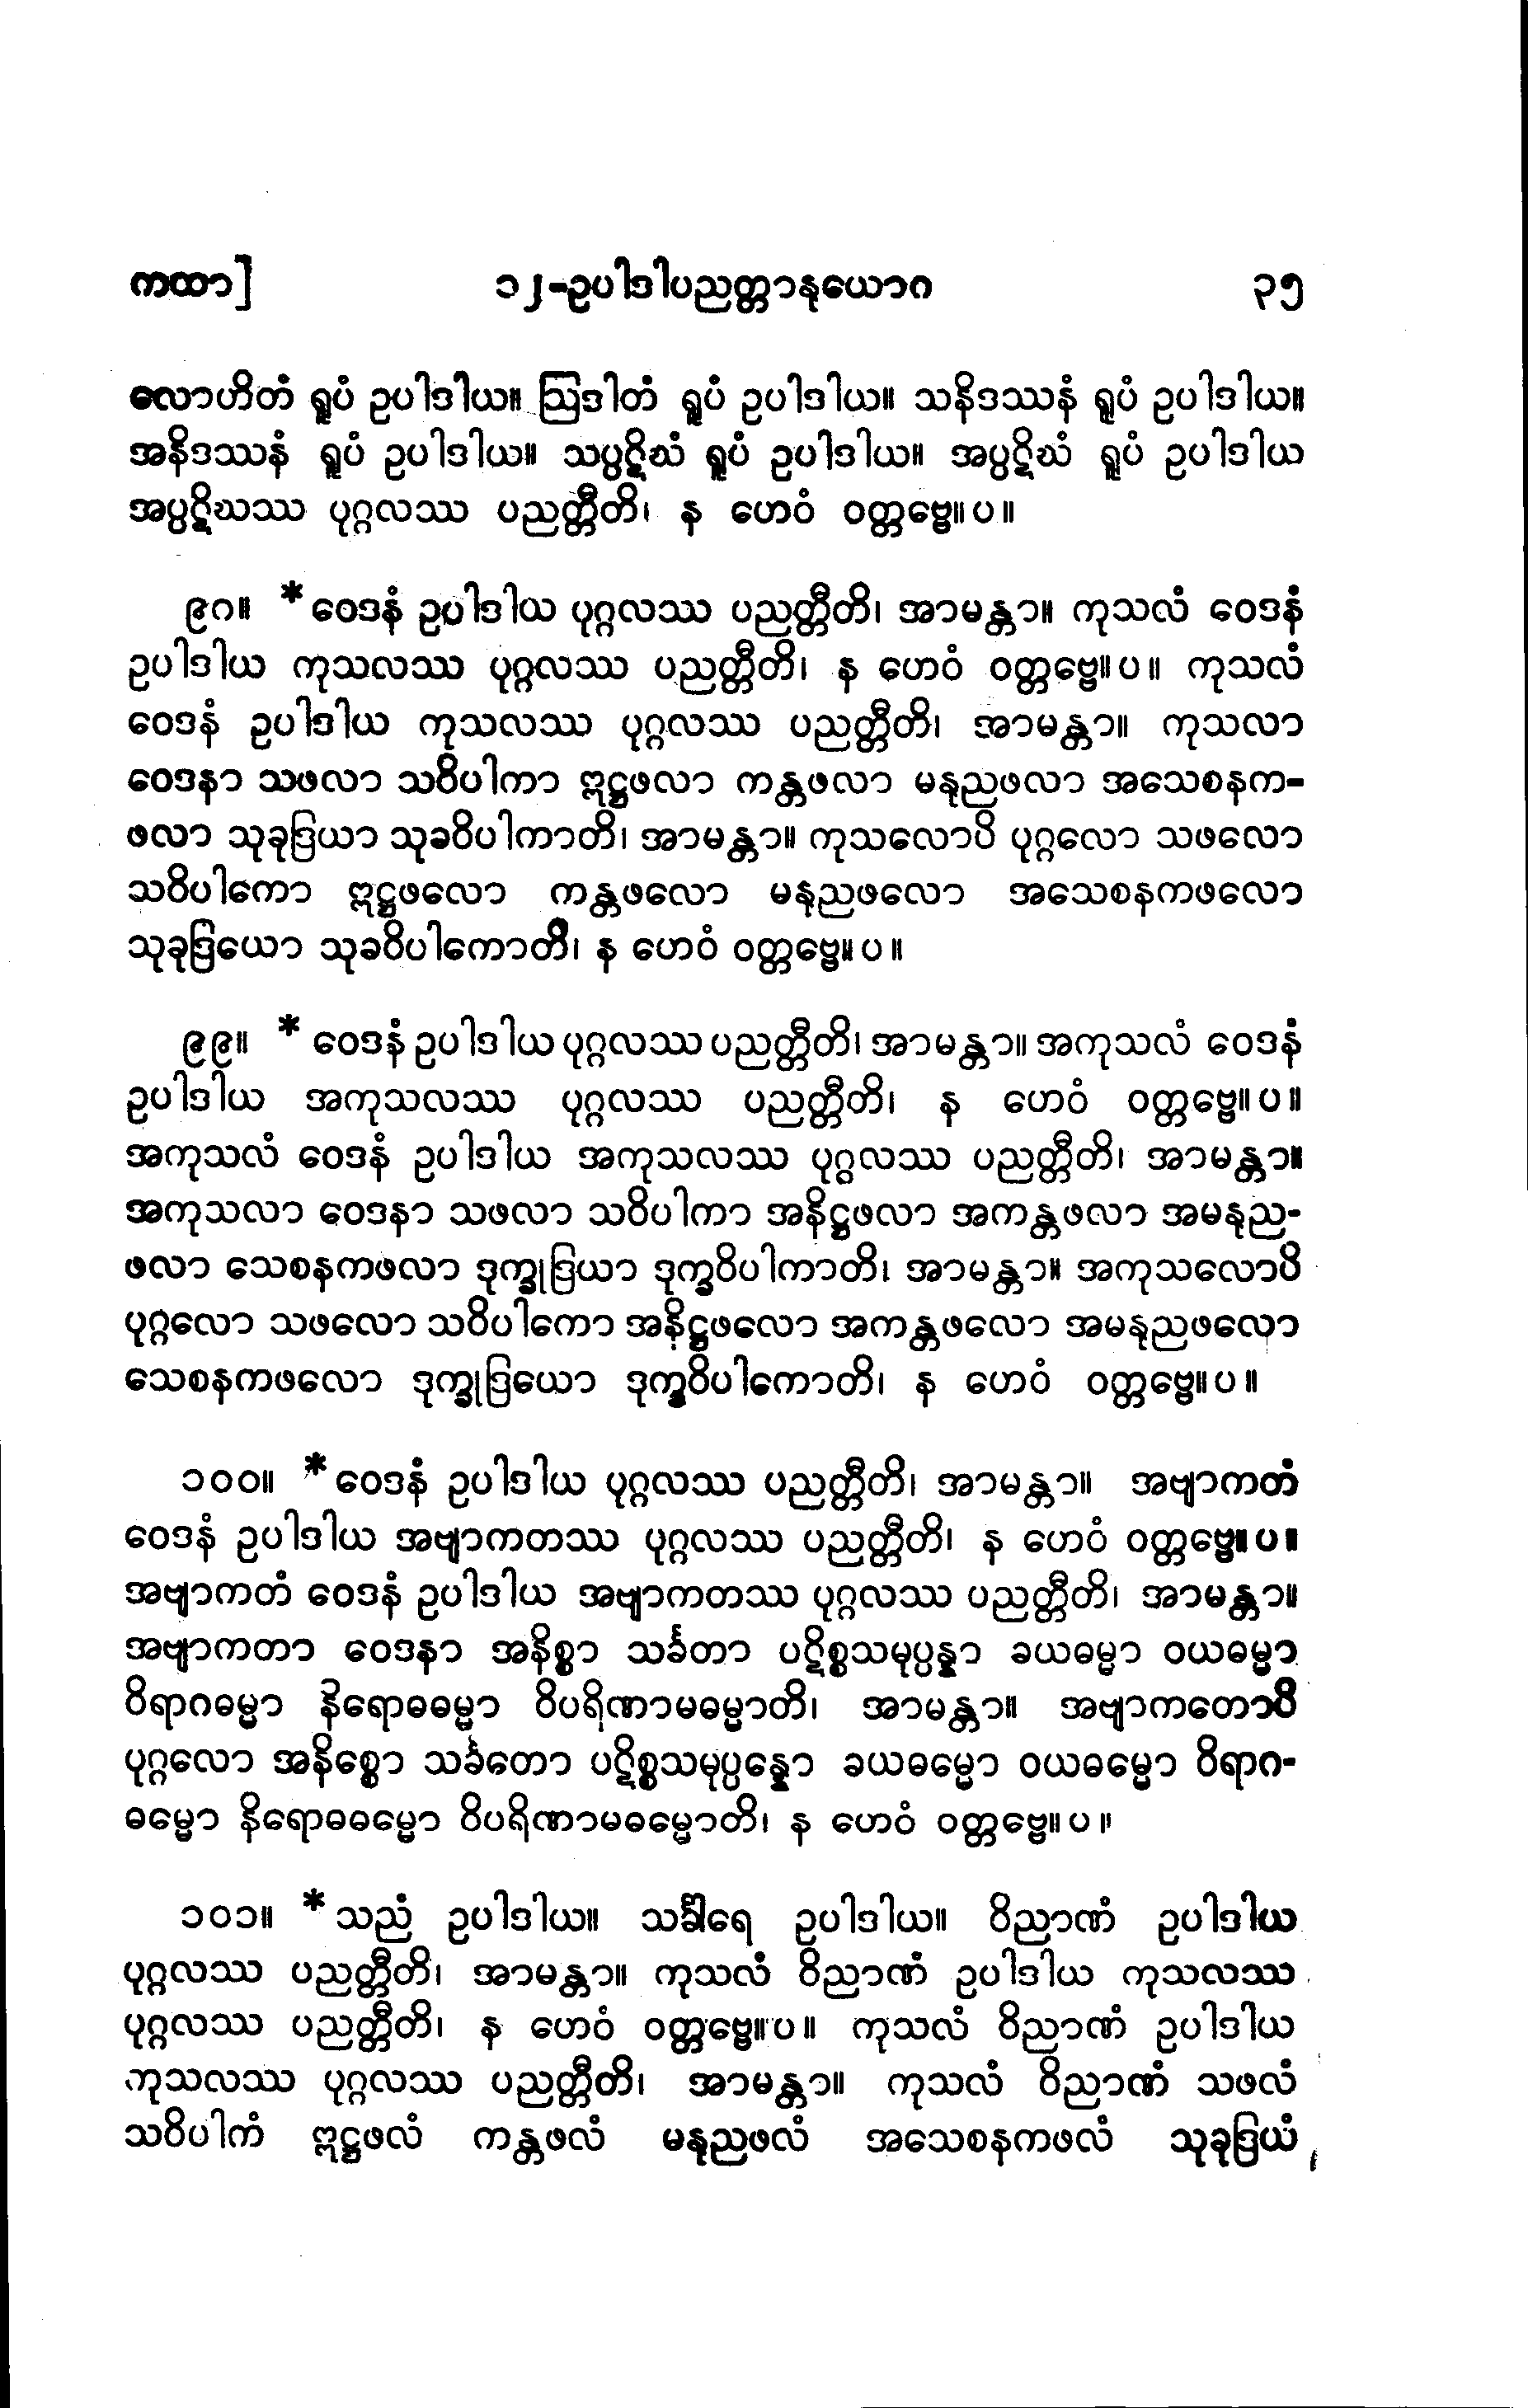 ကထာ] ၁၂-ဥပါဒါပညတ္တာနုယောဂ ၃၅
လောဟိတံ ရူပံ ဥပါဒါယ။ ဩဒါတံ ရူပံ ဥပါဒါယ။ သနိဒဿနံ ရူပံ ဥပါဒါယ။
အနိဒဿနံ ရူပံ ဥပါဒါယ။ သပ္ပဋိဃံ ရူပံ ဥပါဒါယ။ အပ္ပဋိဃံ ရူပံ ဥပါဒါယ
အပ္ပဋိဃဿ ပုဂ္ဂလဿ ပညတ္တီတိ၊ န ဟေဝံ ဝတ္တဗ္ဗေ။ပ။
၉၈။ *ဝေဒနံ ဥပါဒါယ ပုဂ္ဂလဿ ပညတ္တီတိ၊ အာမန္တာ။ ကုသလံ ဝေဒနံ
ဥပါဒါယ ကုသလဿ ပုဂ္ဂလဿ ပညတ္တီတိ၊ န ဟေဝံ ဝတ္တဗ္ဗေ။ပ။ ကုသလံ
ဝေဒနံ ဥပါဒါယ ကုသလဿ ပုဂ္ဂလဿ ပညတ္တီတိ၊ အာမန္တာ။ ကုသလာ
ဝေဒနာ သဖလာ သဝိပါကာ ဣဋ္ဌဖလာ ကန္တဖလာ မနုညဖလာ အသေစနက-
ဖလာ သုခုဒြယာ သုခဝိပါကာတိ၊ အာမန္တာ။ ကုသလောပိ ပုဂ္ဂလော သဖလော
သဝိပါကော ဣဋ္ဌဖလော ကန္တဖလော မနုညဖလော အသေစနကဖလော
သုခုဒြယော သုခဝိပါကောတိ၊ န ဟေဝံ ဝတ္တဗ္ဗေ။ပ။
၉၉။ *ဝေဒနံ ဥပါဒါယ ပုဂ္ဂလဿ ပညတ္တီတိ၊ အာမန္တာ။ အကုသလံ ဝေဒနံ
ဥပါဒါယ အကုသလဿ ပုဂ္ဂလဿ ပညတ္တီတိ၊ န ဟေဝံ ဝတ္တဗ္ဗေ။ပ။
အကုသလံ ဝေဒနံ ဥပါဒါယ အကုသလဿ ပုဂ္ဂလဿ ပညတ္တီတိ၊ အာမန္တာ။
အကုသလာ ဝေဒနာ သဖလာ သဝိပါကာ အနိဋ္ဌဖလာ အကန္တဖလာ အမနုည-
ဖလာ သေစနကဖလာ ဒုက္ခုဒြယာ ဒုက္ခဝိပါကာတိ၊ အာမန္တာ။ အကုသလောပိ
ပုဂ္ဂလော သဖလော သဝိပါကော အနိဋ္ဌဖလော အကန္တဖလော အမနုညဖလော
သေစနကဖလော ဒုက္ခုဒြယော ဒုက္ခဝိပါကောတိ၊ န ဟေဝံ ဝတ္တဗ္ဗေ။ပ။
၁၀၀။ *ဝေဒနံ ဥပါဒါယ ပုဂ္ဂလဿ ပညတ္တီတိ၊ အာမန္တာ။ အဗျာကတံ
ဝေဒနံ ဥပါဒါယ အဗျာကတဿ ပုဂ္ဂလဿ ပညတ္တီတိ၊ န ဟေဝံ ဝတ္တဗ္ဗေ။ပ။
အဗျာကတံ ဝေဒနံ ဥပါဒါယ အဗျာကတဿ ပုဂ္ဂလဿ ပညတ္တီတိ၊ အာမန္တာ။
အဗျာကတာ ဝေဒနာ အနိစ္စာ သင်္ခတာ ပဋိစ္စသမုပ္ပန္နာ ခယဓမ္မာ ဝယဓမ္မာ
ဝိရာဂဓမ္မာ နိရောဓဓမ္မာ ဝိပရိဏာမဓမ္မာတိ၊ အာမန္တာ။ အဗျာကတောပိ
ပုဂ္ဂလော အနိစ္စော သင်္ခတော ပဋိစ္စသမုပ္ပန္နော ခယဓမ္မော ဝယဓမ္မော ဝိရာဂ-
ဓမ္မော နိရောဓဓမ္မော ဝိပရိဏာမဓမ္မောတိ၊ န ဟေဝံ ဝတ္တဗ္ဗေ။ပ။
၁၀၁။ *သညံ ဥပါဒါယ။ သင်္ခါရေ ဥပါဒါယ။ ဝိညာဏံ ဥပါဒါယ
ပုဂ္ဂလဿ ပညတ္တီတိ၊ အာမန္တာ။ ကုသလံ ဝိညာဏံ ဥပါဒါယ ကုသလဿ
ပုဂ္ဂလဿ ပညတ္တီတိ၊ န ဟေဝံ ဝတ္တဗ္ဗေ။ပ။ ကုသလံ ဝိညာဏံ ဥပါဒါယ
ကုသလဿ ပုဂ္ဂလဿ ပညတ္တီတိ၊ အာမန္တာ။ ကုသလံ ဝိညာဏံ သဖလံ
သဝိပါကံ ဣဋ္ဌဖလံ ကန္တဖလံ မနုညဖလံ အသေစနကဖလံ သုခုဒြယံ